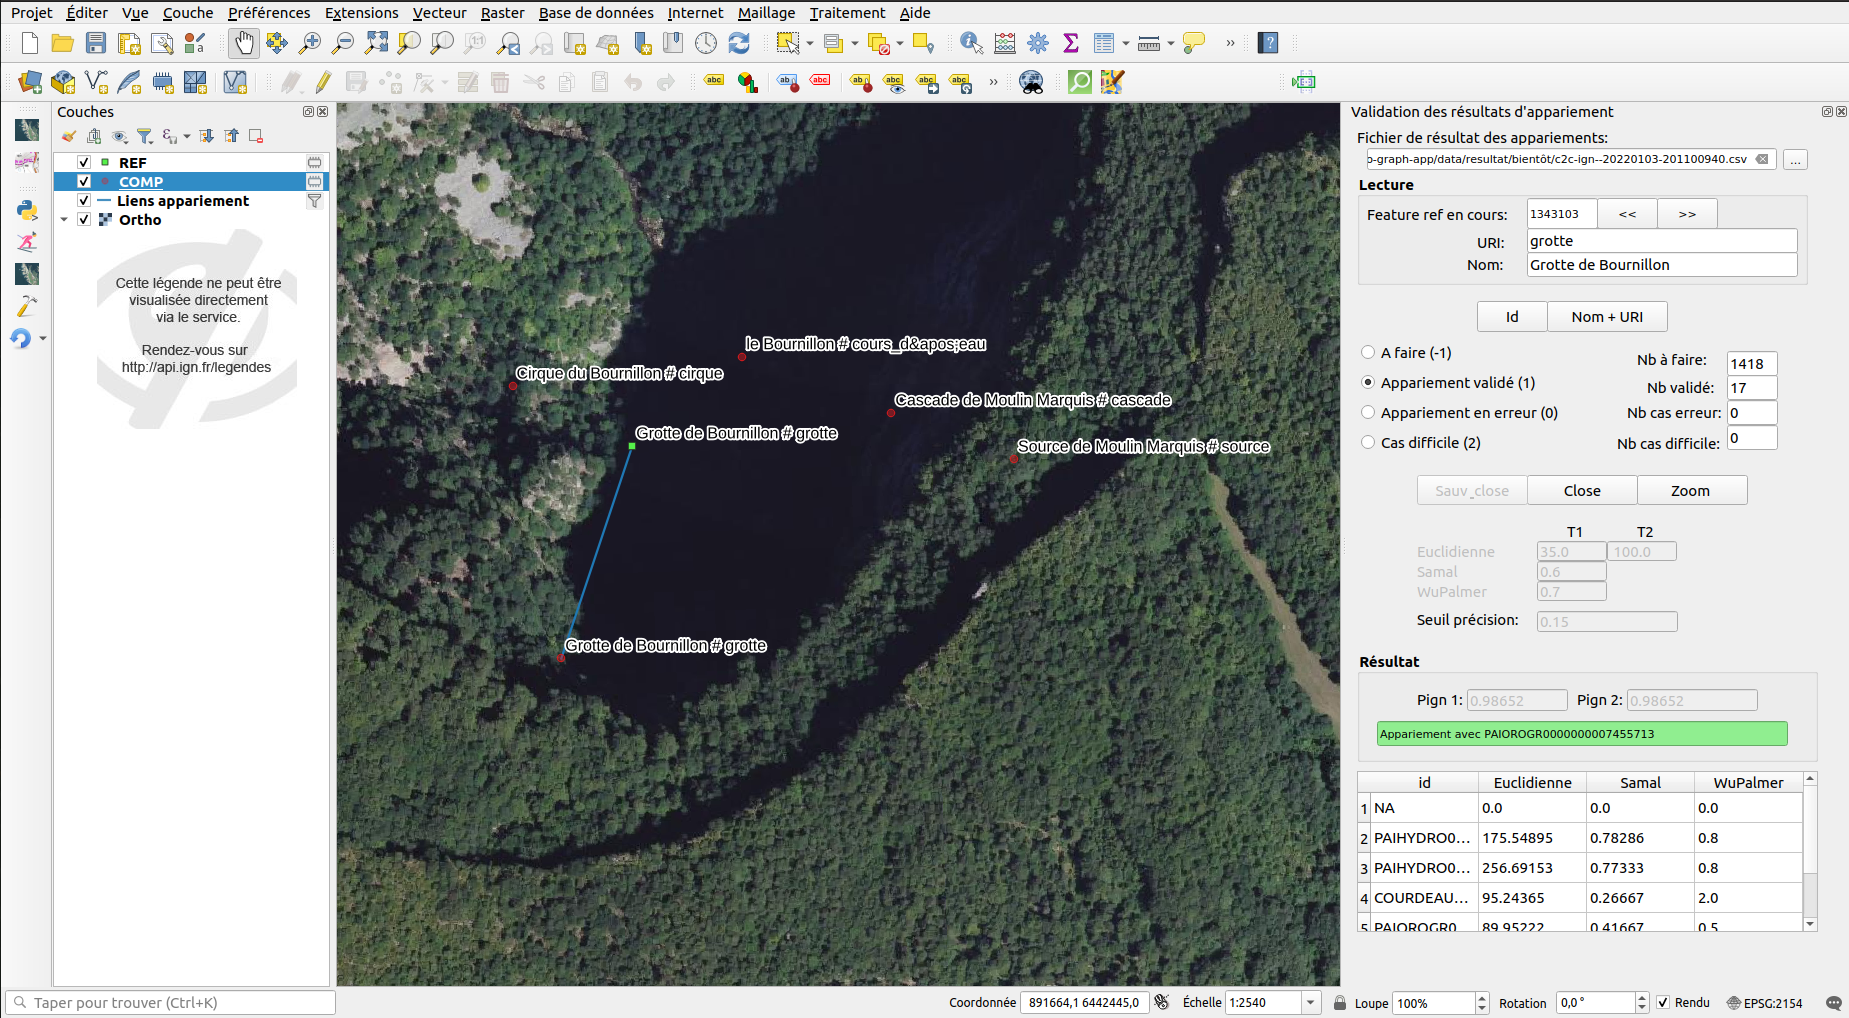 Projet Éditer Vue Couche Préférences Extensions Vecteur Raster Base de données Internet Maillage Traitement Aide
Couches
REF
COMP
Liens appariement
Ortho
Cette légende ne peut être
visualisée directement
via le service.
Rendez-vous sur
http://api.ign.fr/legendes
le Bournillon # cours_d&apos;eau
Cirque du Bournillon # cirque
Cascade de Moulin Marquis # cascade
Grotte de Bournillon # grotte
Source de Moulin Marquis # source
Grotte de Bournillon # grotte
Validation des résultats d'appariement
Fichier de résultat des appariements:
o-graph-app/data/resultat/bientôt/c2c-ign--20220103-201100940.csv ...
Lecture
Feature ref en cours: 1343103 << >>
URI: grotte
Nom: Grotte de Bournillon
Id Nom + URI
A faire (-1)
Appariement validé (1)
Appariement en erreur (0)
Cas difficile (2)
Nb à faire: 1418
Nb validé: 17
Nb cas erreur: 0
Nb cas difficile: 0
Sauv_close Close Zoom
T1 T2
Euclidienne 35.0 100.0
Samal 0.6
WuPalmer 0.7
Seuil précision: 0.15
Résultat
Pign 1: 0.98652 Pign 2: 0.98652
Appariement avec PAIOROGR0000000007455713
id Euclidienne Samal WuPalmer
1 NA 0.0 0.0 0.0
2 PAIHYDRO0... 175.54895 0.78286 0.8
3 PAIHYDRO0... 256.69153 0.77333 0.8
4 COURDEAU... 95.24365 0.26667 2.0
5 PAIOROGR0 89.95222 0.41667 0.5
Taper pour trouver (Ctrl+K) Coordonnée 891664,1 6442445,0 Échelle 1:2540 Loupe 100% Rotation 0,0 ° Rendu EPSG:2154